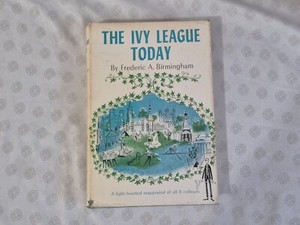 THE IVY LEAGUE
TODAY
By Frederic A. Birmingham
A light-hearted reappraisal of all 8 colleges